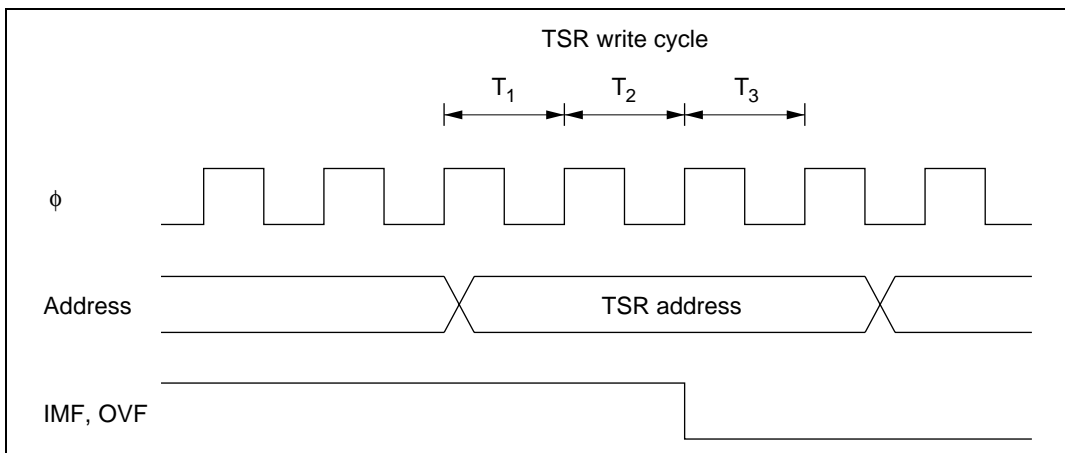 TSR write cycle
T1 T2 T3
ϕ
Address TSR address
IMF, OVF